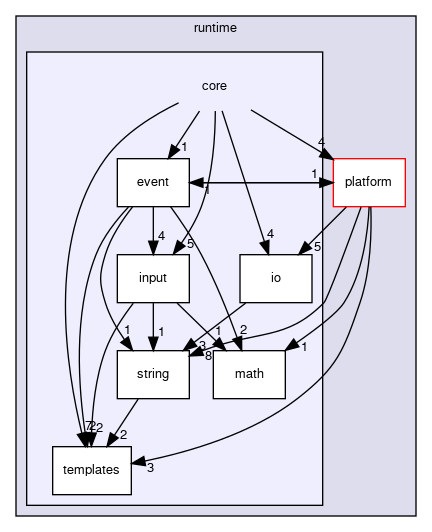 runtime
core
4
1
event
1
1
platform
4
5
4
5
input
io
1
1
3
8
2
1
string
math
7
2
2
2
templates
3